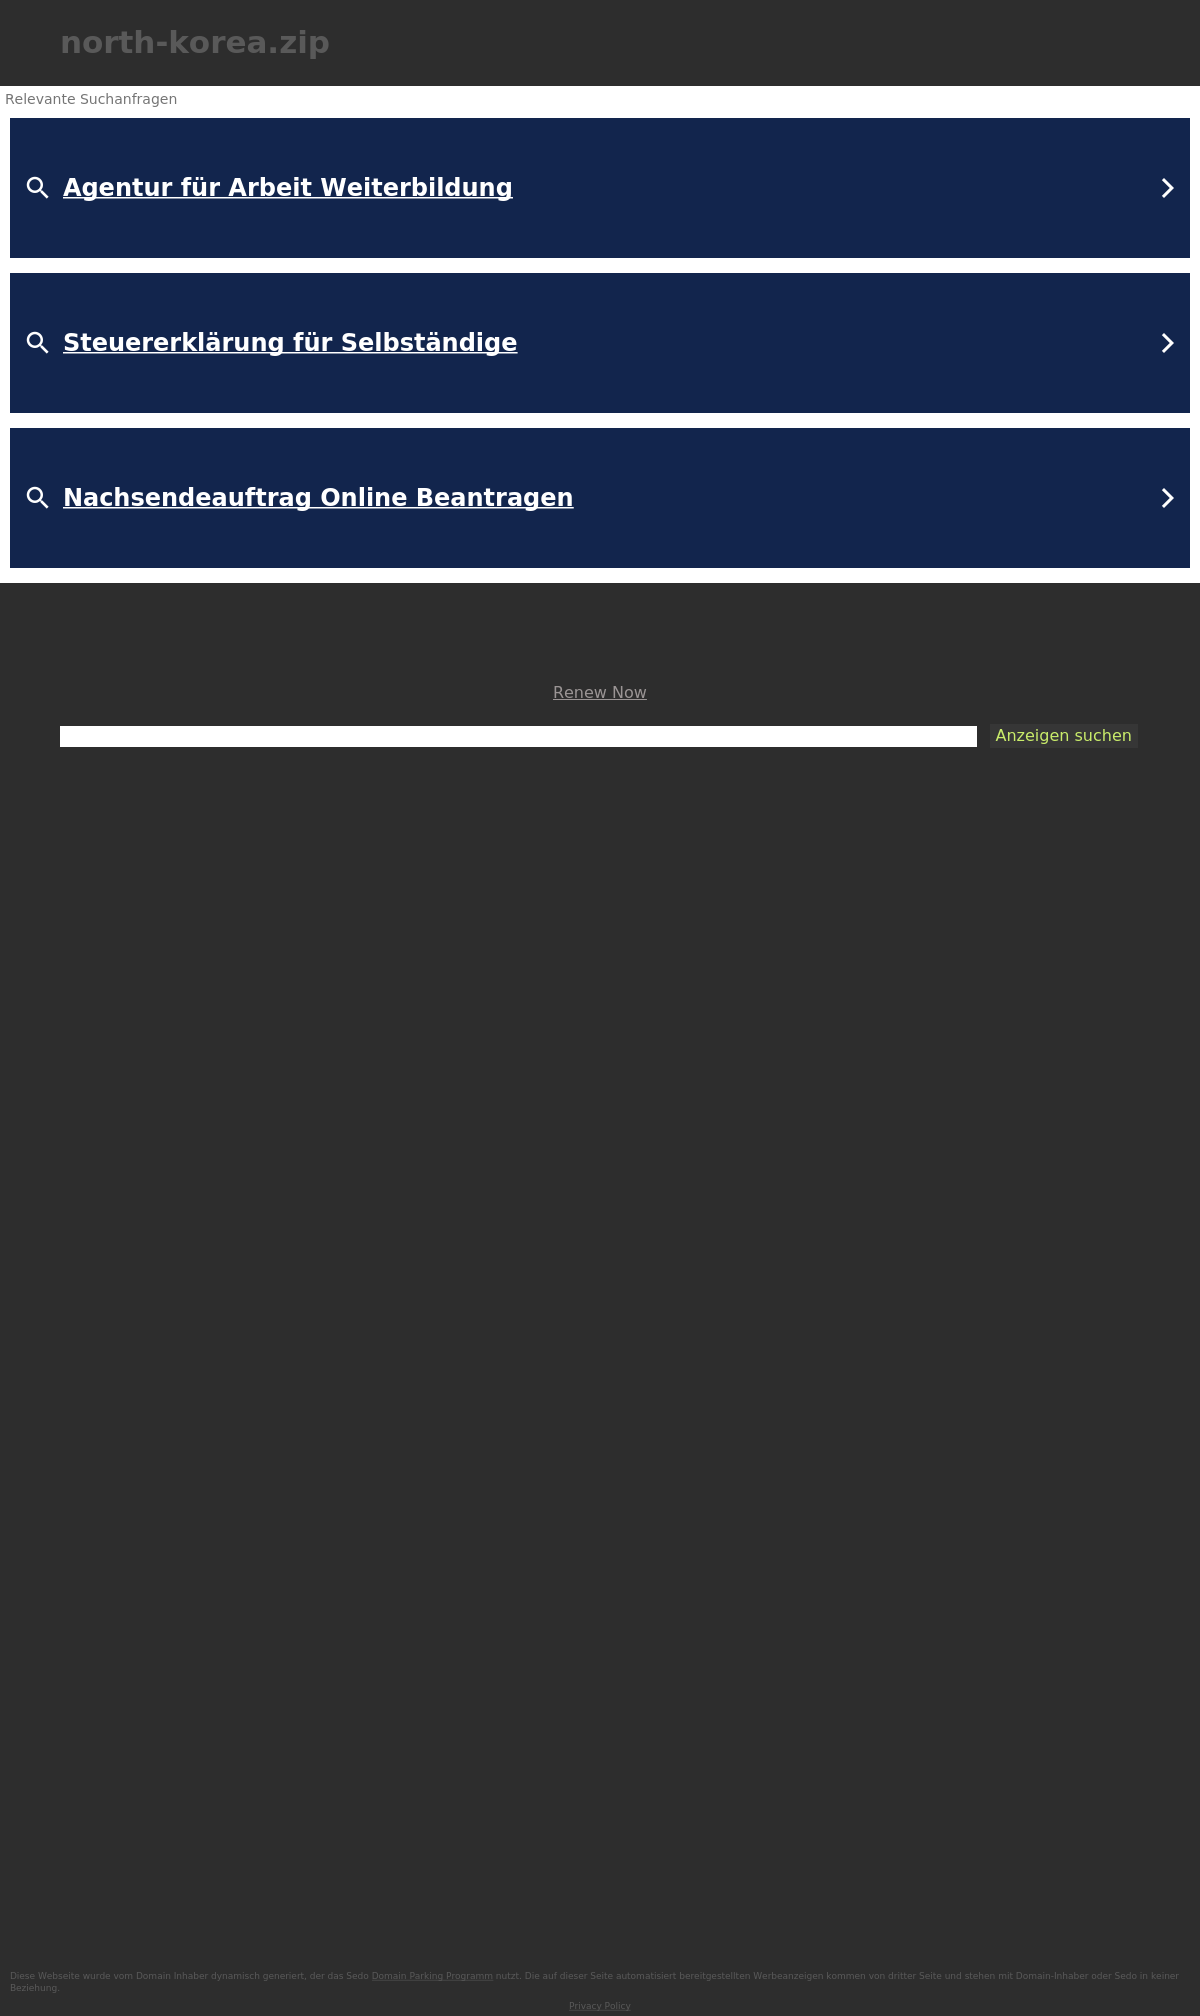 north-korea.zip
Relevante Suchanfragen
Agentur für Arbeit Weiterbildung
Steuererklärung für Selbständige
Nachsendeauftrag Online Beantragen
Renew Now
Anzeigen suchen
Diese Webseite wurde vom Domain Inhaber dynamisch generiert, der das Sedo Domain Parking Programm nutzt. Die auf dieser Seite automatisiert bereitgestellten Werbeanzeigen kommen von dritter Seite und stehen mit Domain-Inhaber oder Sedo in keiner
Beziehung.
Privacy Policy